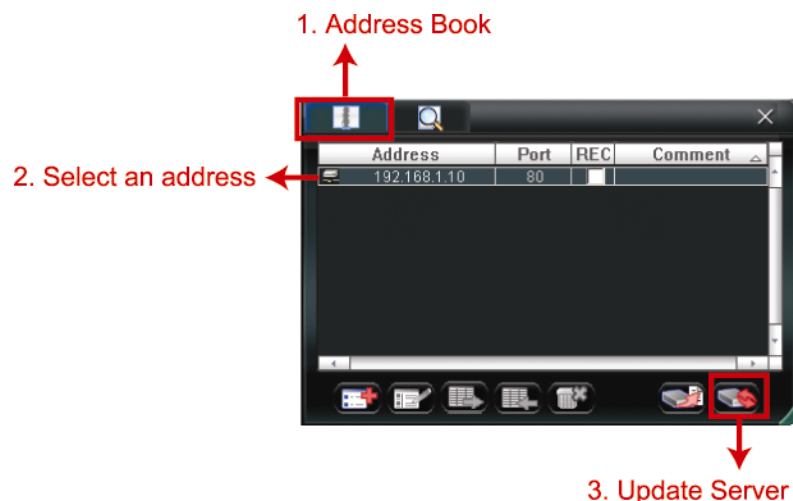 1. Address Book
Address Port REC Comment
2. Select an address
192.168.1.10 80
3. Update Server